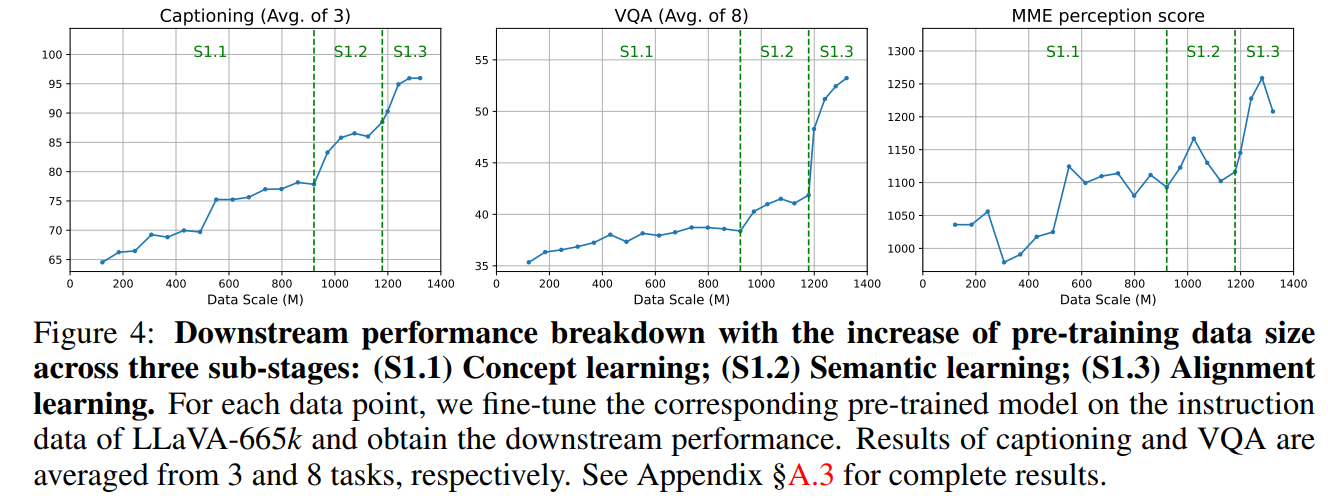 Captioning (Avg. of 3)
S1.1 S1.2 S1.3
100
95
90
85
80
75
70
65
0 200 400 600 800 1000 1200 1400
Data Scale (M)
VQA (Avg. of 8)
S1.1 S1.2 S1.3
55
50
45
40
35
0 200 400 600 800 1000 1200 1400
Data Scale (M)
MME perception score
S1.1 S1.2 S1.3
1300
1250
1200
1150
1100
1050
1000
0 200 400 600 800 1000 1200 1400
Data Scale (M)
Figure 4: Downstream performance breakdown with the increase of pre-training data size
across three sub-stages: (S1.1) Concept learning; (S1.2) Semantic learning; (S1.3) Alignment
learning. For each data point, we fine-tune the corresponding pre-trained model on the instruction
data of LLaVA-665k and obtain the downstream performance. Results of captioning and VQA are
averaged from 3 and 8 tasks, respectively. See Appendix §A.3 for complete results.